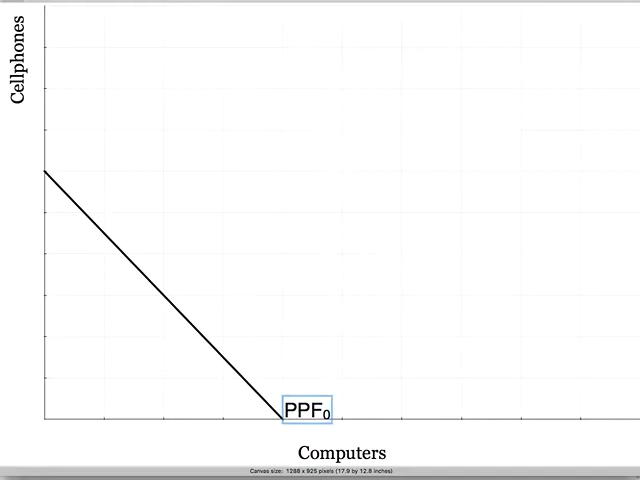 Cellphones
PPF₀
Computers
Canvas size: 1288 x 925 pixels (17.9 by 12.8 inches)